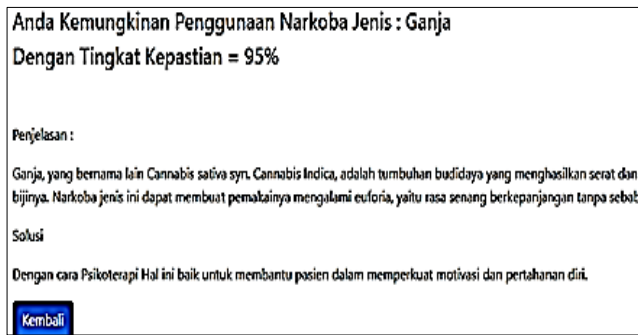 Anda Kemungkinan Penggunaan Narkoba Jenis : Ganja
Dengan Tingkat Kepastian = 95%
Penjelasan :
Ganja, yang bernama lain Cannabis sativa syn. Cannabis Indica, adalah tumbuhan budidaya yang menghasilkan serat dan
bijinya. Narkoba jenis ini dapat membuat pemakainya mengalami euforia, yaitu rasa senang berkepanjangan tanpa sebab
Solusi
Dengan cara Psikoterapi Hal ini baik untuk membantu pasien dalam memperkuat motivasi dan pertahanan diri.
Kembali